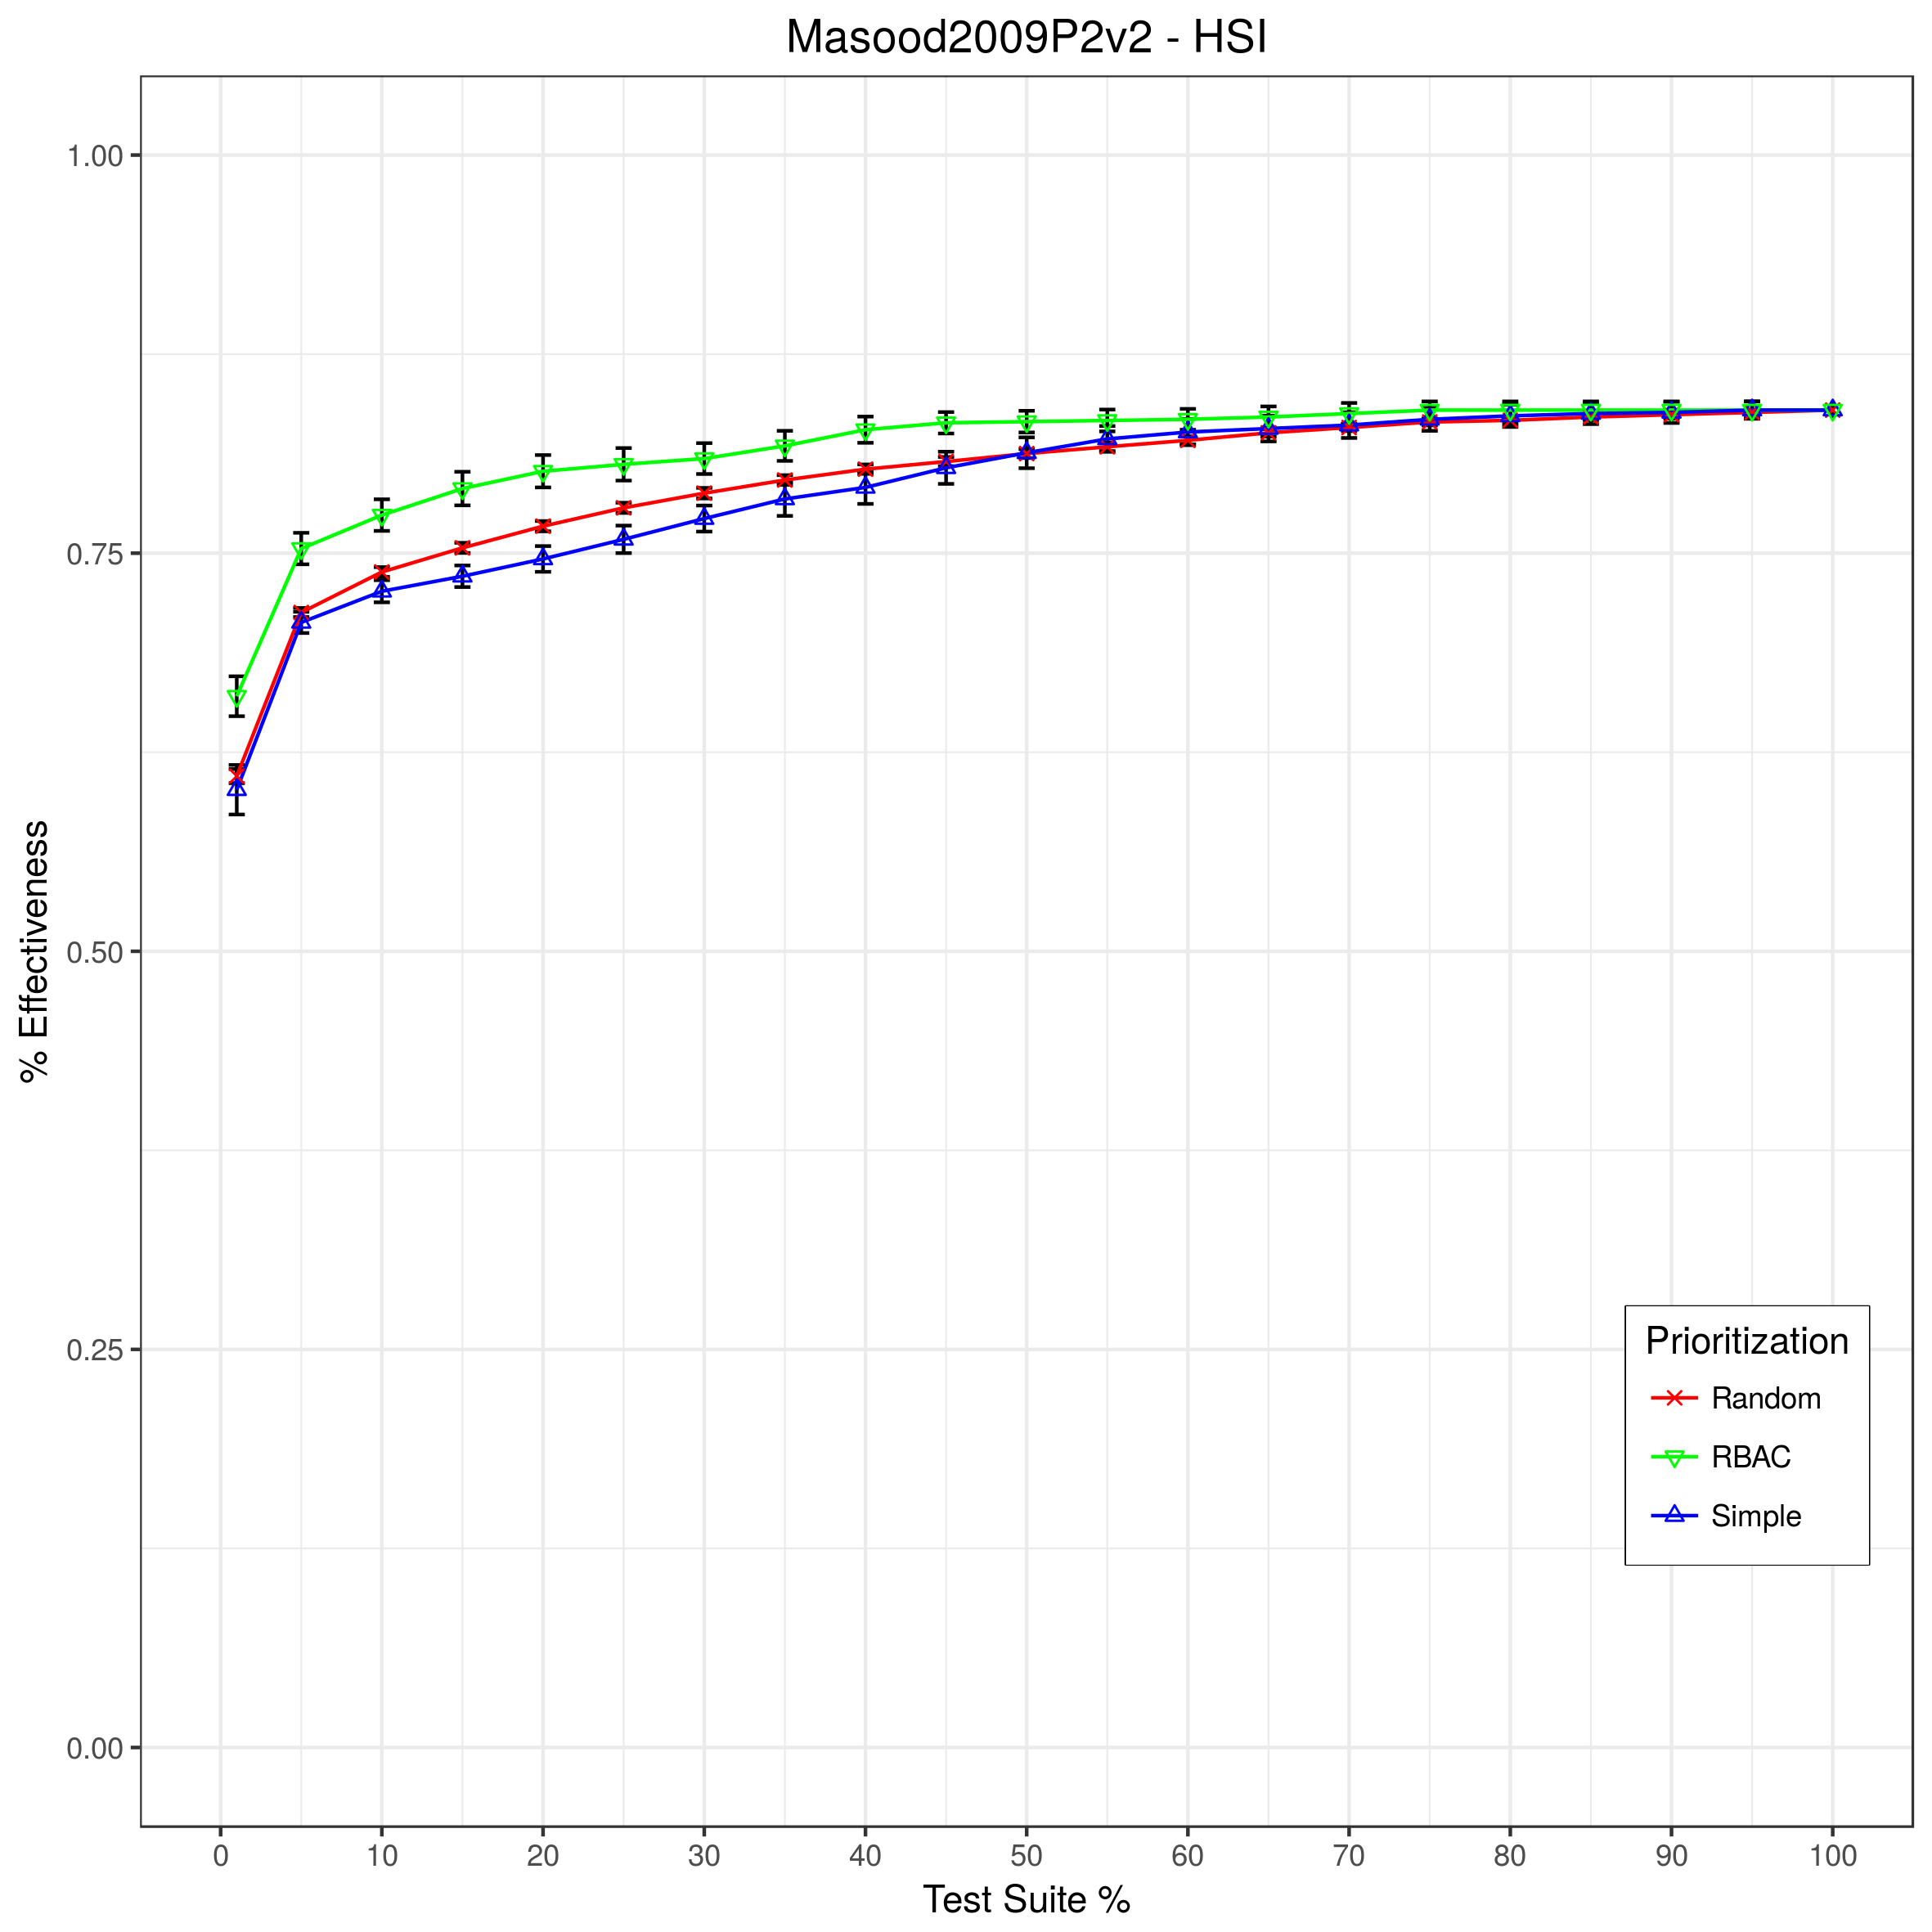 Masood2009P2v2 - HSI
1.00
0.75
0.50
0.25
0.00
% Effectiveness
Prioritization
Random
RBAC
Simple
0 10 20 30 40 50 60 70 80 90 100
Test Suite %